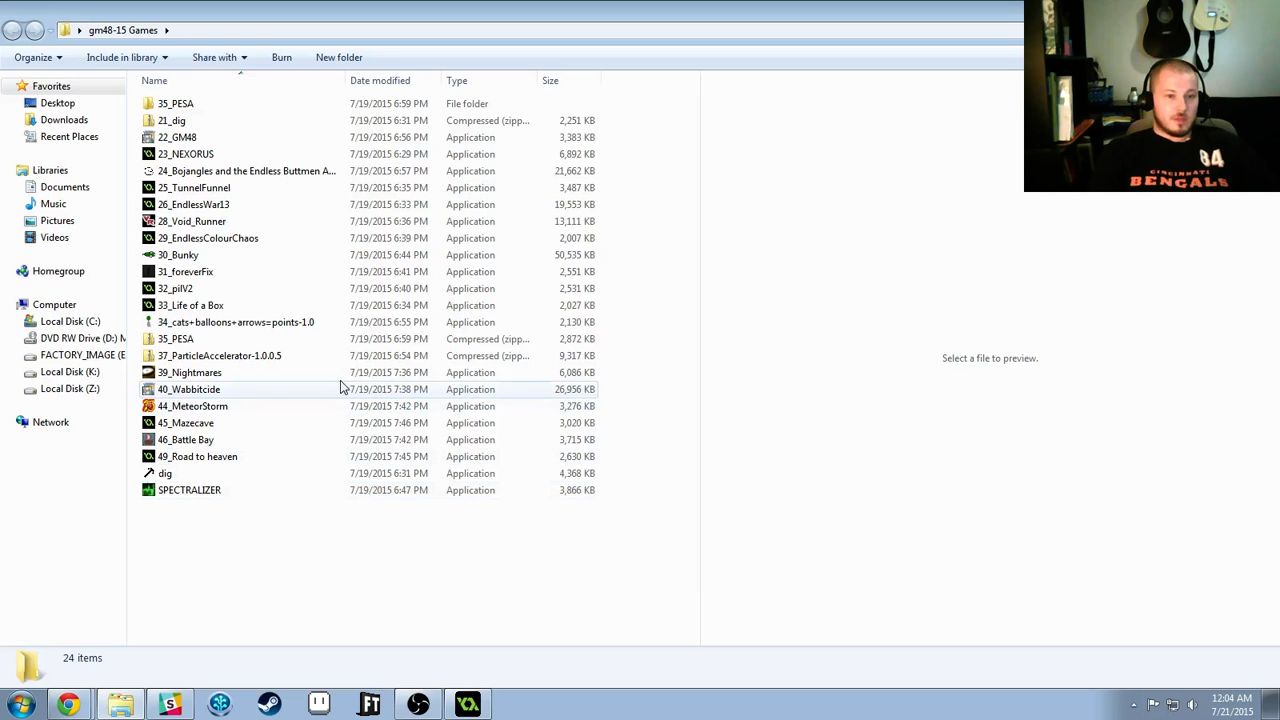 gm48-15 Games
Organize Include in library Share with Burn New folder
Name Date modified Type Size
Favorites
Desktop
Downloads
Recent Places
Libraries
Documents
Music
Pictures
Videos
Homegroup
Computer
Local Disk (C:)
DVD RW Drive (D:) M
FACTORY_IMAGE (E
Local Disk (K:)
Local Disk (Z:)
Network
35_PESA 7/19/2015 6:59 PM File folder
21_dig 7/19/2015 6:31 PM Compressed (zipp... 2,251 KB
22_GM48 7/19/2015 6:56 PM Application 3,383 KB
23_NEXORUS 7/19/2015 6:29 PM Application 6,892 KB
24_Bojangles and the Endless Buttmen A... 7/19/2015 6:57 PM Application 21,662 KB
25_TunnelFunnel 7/19/2015 6:35 PM Application 3,487 KB
26_EndlessWar13 7/19/2015 6:33 PM Application 19,553 KB
28_Void_Runner 7/19/2015 6:36 PM Application 13,111 KB
29_EndlessColourChaos 7/19/2015 6:39 PM Application 2,007 KB
30_Bunky 7/19/2015 6:44 PM Application 50,535 KB
31_foreverFix 7/19/2015 6:41 PM Application 2,551 KB
32_pilV2 7/19/2015 6:40 PM Application 2,531 KB
33_Life of a Box 7/19/2015 6:34 PM Application 2,027 KB
34_cats+balloons+arrows=points-1.0 7/19/2015 6:55 PM Application 2,130 KB
35_PESA 7/19/2015 6:59 PM Compressed (zipp... 2,872 KB
37_ParticleAccelerator-1.0.0.5 7/19/2015 6:54 PM Compressed (zipp... 9,317 KB
39_Nightmares 7/19/2015 7:36 PM Application 6,086 KB
40_Wabbitcide 7/19/2015 7:38 PM Application 26,956 KB
44_MeteorStorm 7/19/2015 7:42 PM Application 3,276 KB
45_Mazecave 7/19/2015 7:46 PM Application 3,020 KB
46_Battle Bay 7/19/2015 7:42 PM Application 3,715 KB
49_Road to heaven 7/19/2015 7:45 PM Application 2,630 KB
dig 7/19/2015 6:31 PM Application 4,368 KB
SPECTRALIZER 7/19/2015 6:47 PM Application 3,866 KB
Select a file to preview.
84
CINCINNATI
BENGALS
24 items
FT
12:04 AM
7/21/2015